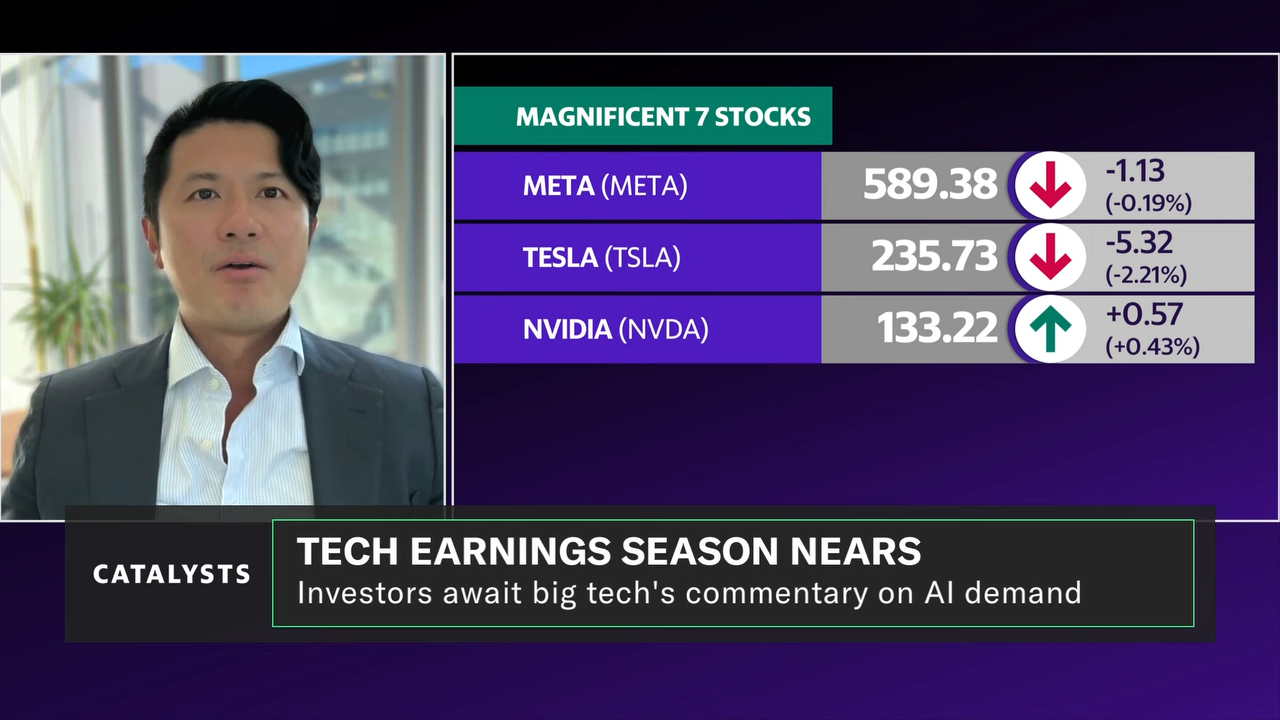 MAGNIFICENT 7 STOCKS
META (META) 589.38 -1.13 (-0.19%)
TESLA (TSLA) 235.73 -5.32 (-2.21%)
NVIDIA (NVDA) 133.22 +0.57 (+0.43%)
CATALYSTS
TECH EARNINGS SEASON NEARS
Investors await big tech's commentary on AI demand